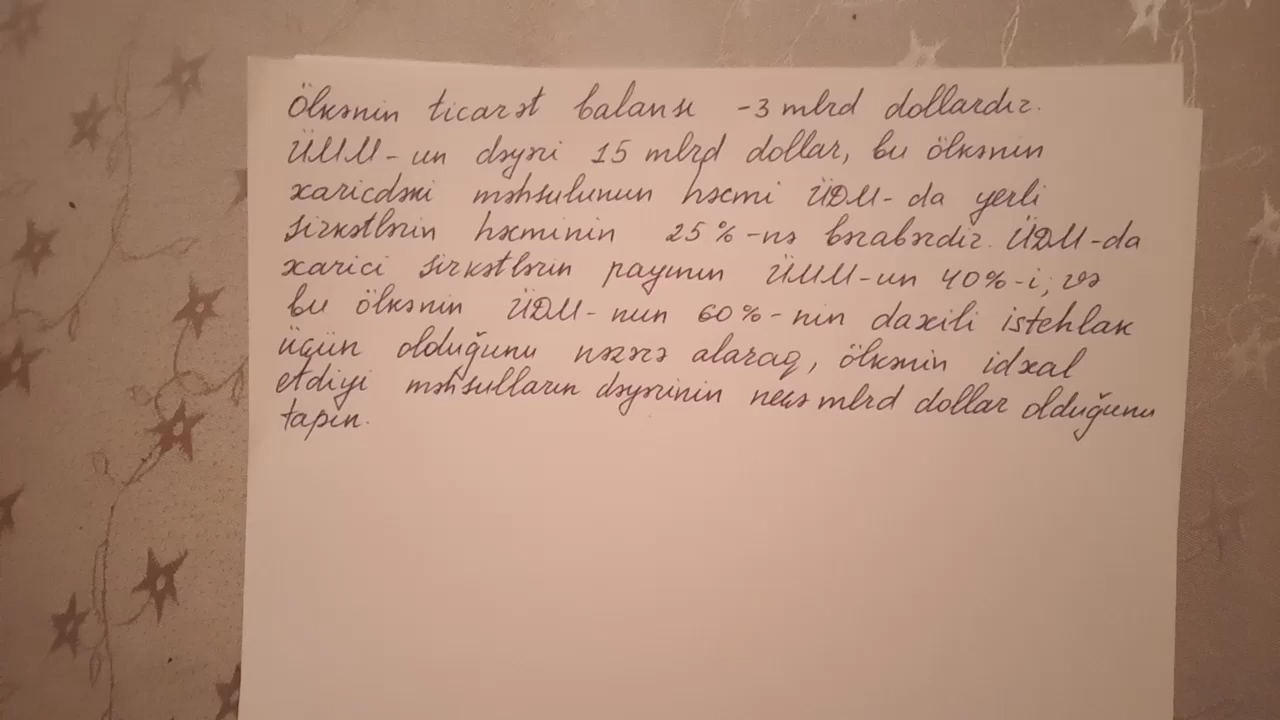 Ölkənin ticarət balansı -3 mlrd dollardır.
ÜMM-un dəyəri 15 mlrd dollar, bu ölkənin
xaricdəki məhsulunun həcmi ÜDM-da yerli
şirkətlərin həcminin 25%-nə bərabərdir. ÜDM-da
xarici şirkətlərin payının ÜMM-un 40%-i, və
bu ölkənin ÜDM-nun 60%-nin daxili istehlak
üçün olduğunu nəzərə alaraq, ölkənin idxal
etdiyi məhsulların dəyərinin neçə mlrd dollar olduğunu
tapın.